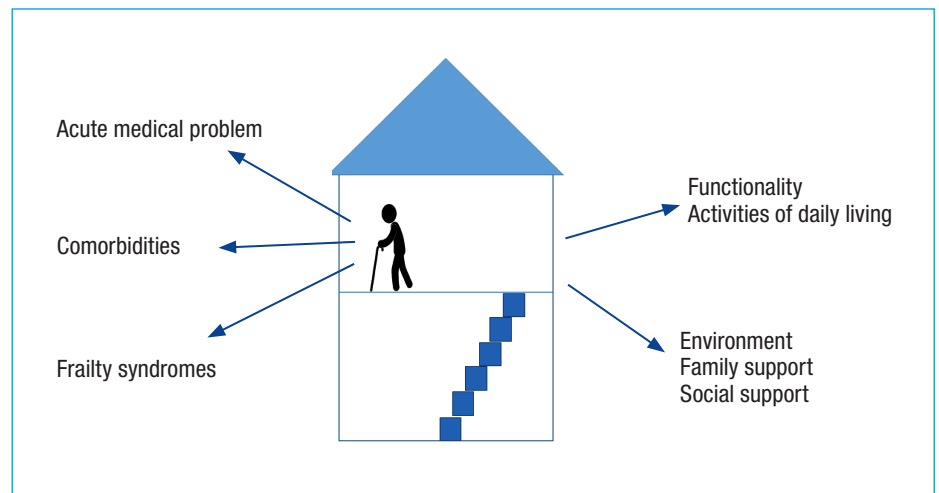 Acute medical problem
Comorbidities
Frailty syndromes
Functionality
Activities of daily living
Environment
Family support
Social support